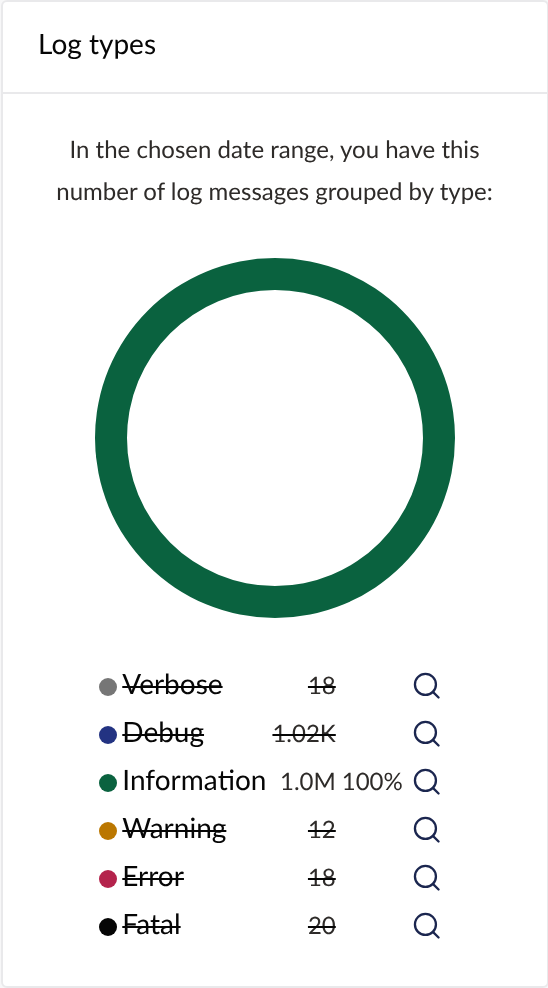 Log types
In the chosen date range, you have this
number of log messages grouped by type:
Verbose 18
Debug 1.02K
Information 1.0M 100%
Warning 12
Error 18
Fatal 20